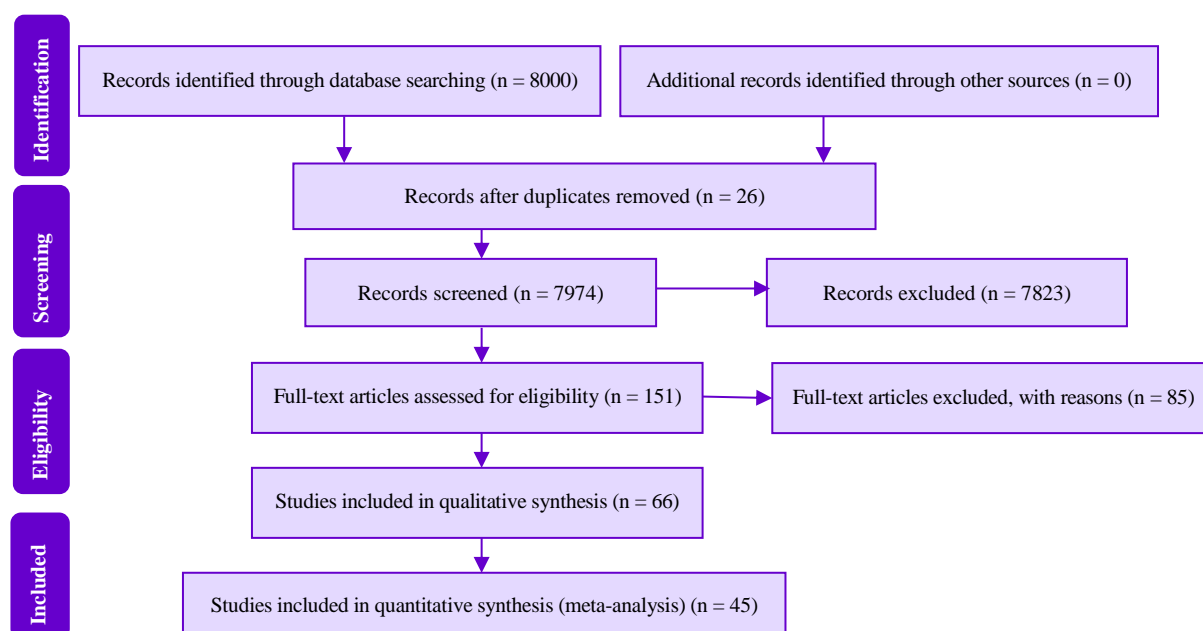 Identification
Records identified through database searching (n = 8000)
Additional records identified through other sources (n = 0)
Records after duplicates removed (n = 26)
Screening
Records screened (n = 7974)
Records excluded (n = 7823)
Eligibility
Full-text articles assessed for eligibility (n = 151)
Full-text articles excluded, with reasons (n = 85)
Studies included in qualitative synthesis (n = 66)
Included
Studies included in quantitative synthesis (meta-analysis) (n = 45)